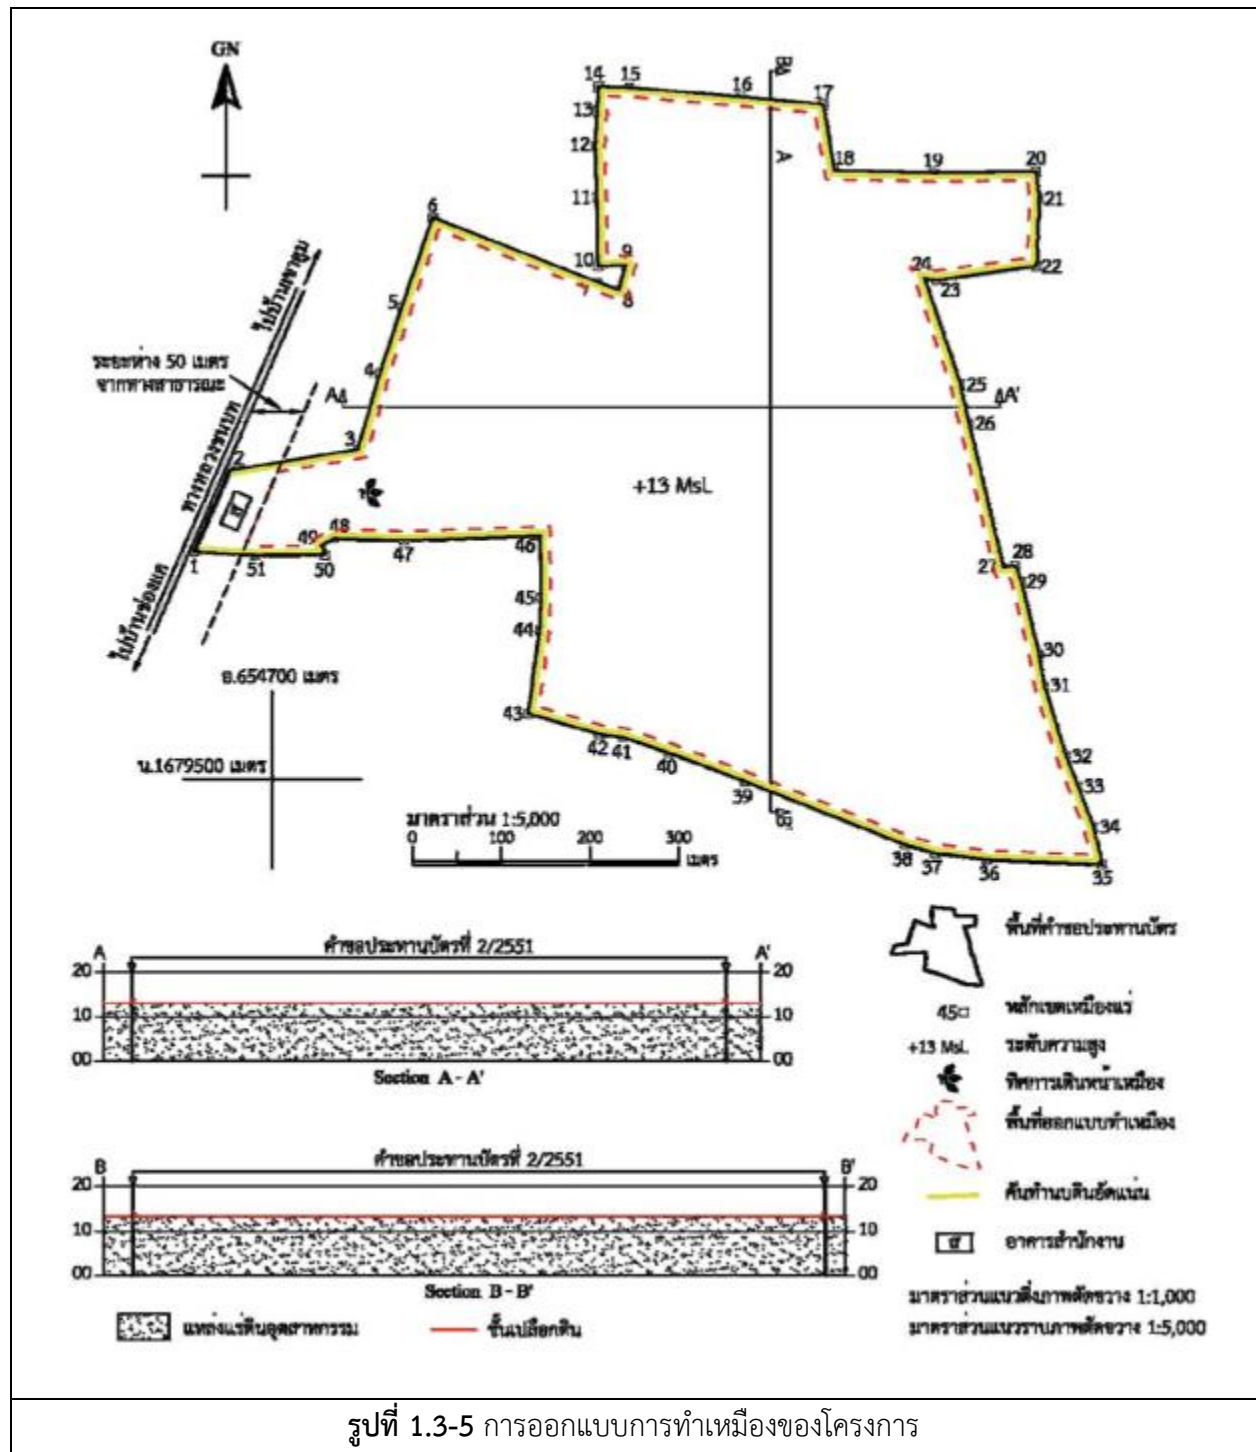 GN
14 15 16 17
13
12
11
18 19 20
21
22
6
10 9
7 8
24
23
5
4
3
2
25
26
B
A
A A'
ไปบ้านเขาดูม
ระยะห่าง 50 เมตร
จากทางสาธารณะ
ทางหลวงชนบท
ส
+13 MsL
1 51 50 49 48 47 46
45
44
43
42 41 40 39
27 28
29
30
31
32
33
34
38 37 36 35
B'
ไปบ้านช่องแค
อ.654700 เมตร
น.1679500 เมตร
มาตราส่วน 1:5,000
0 100 200 300
เมตร
คำขอประทานบัตรที่ 2/2551
A A'
20 20
10 10
00 00
Section A - A'
คำขอประทานบัตรที่ 2/2551
B B'
20 20
10 10
00 00
Section B - B'
แหล่งแร่ดินอุตสาหกรรม
ชั้นเปลือกดิน
พื้นที่คำขอประทานบัตร
45 หลักเขตเหมืองแร่
+13 MsL ระดับความสูง
ทิศการเดินหน้าเหมือง
พื้นที่ออกแบบทำเหมือง
คันทำนบดินอัดแน่น
ส อาคารสำนักงาน
มาตราส่วนแนวดิ่งภาพตัดขวาง 1:1,000
มาตราส่วนแนวราบภาพตัดขวาง 1:5,000
รูปที่ 1.3-5 การออกแบบการทำเหมืองของโครงการ